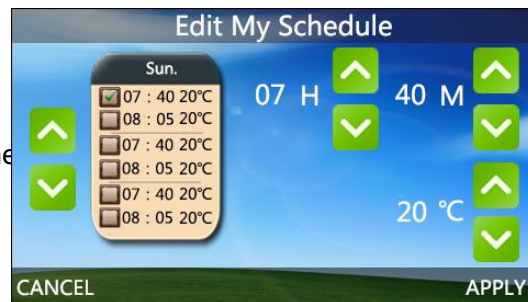 Edit My Schedule
Sun.
07 : 40 20℃
08 : 05 20℃
07 : 40 20℃
08 : 05 20℃
07 : 40 20℃
08 : 05 20℃
07 H
40 M
20 ℃
CANCEL
APPLY